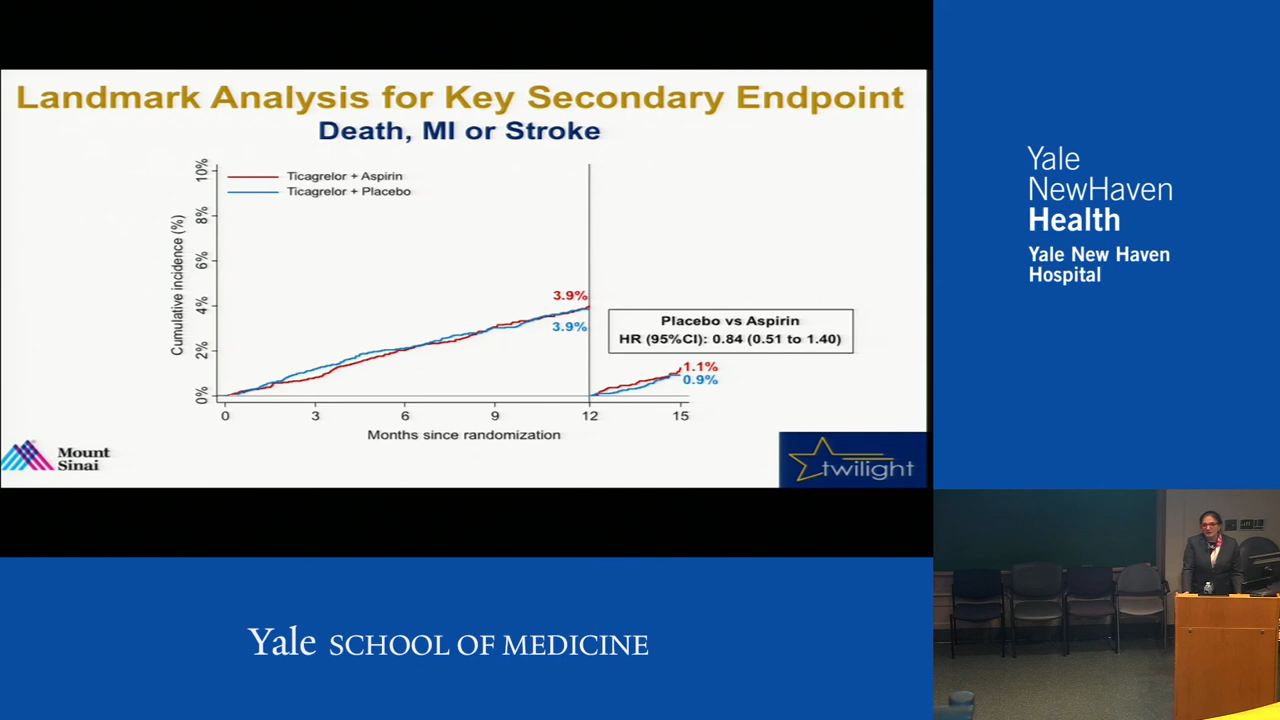 Landmark Analysis for Key Secondary Endpoint
Death, MI or Stroke
10%
8%
6%
4%
2%
0%
Cumulative incidence (%)
Ticagrelor + Aspirin
Ticagrelor + Placebo
3.9%
3.9%
Placebo vs Aspirin
HR (95%CI): 0.84 (0.51 to 1.40)
1.1%
0.9%
0 3 6 9 12 15
Months since randomization
Mount
Sinai
twilight
Yale
NewHaven
Health
Yale New Haven
Hospital
Yale SCHOOL OF MEDICINE